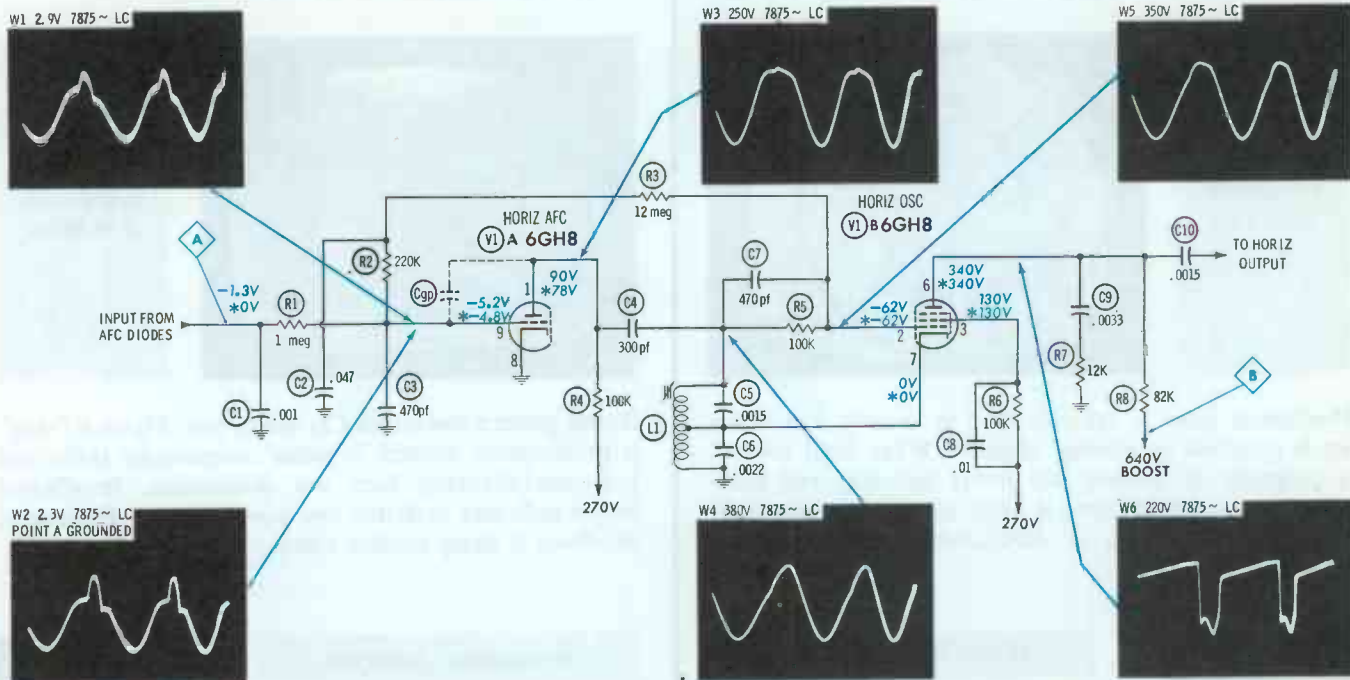 W1 2.9V 7875~ LC
W3 250V 7875~ LC
W5 350V 7875~ LC
R3
12 meg
HORIZ AFC
V1 A 6GH8
HORIZ OSC
V1 B 6GH8
C10
.0015
TO HORIZ
OUTPUT
A
R2
220K
Cgp
1
90V
*78V
C7
470pf
340V
*340V
6
130V
*130V
3
-1.3V
*0V
R1
1 meg
INPUT FROM
AFC DIODES
-5.2V
*-4.8V
9
8
C4
300pf
R5
100K
-62V
*-62V
2
7
C9
.0033
C2
.047
C3
470pf
C1
.001
R4
100K
L1
C5
.0015
C6
.0022
0V
*0V
R6
100K
C8
.01
R7
12K
R8
82K
B
640V
BOOST
270V
270V
W2 2.3V 7875~ LC
POINT A GROUNDED
W4 380V 7875~ LC
W6 220V 7875~ LC